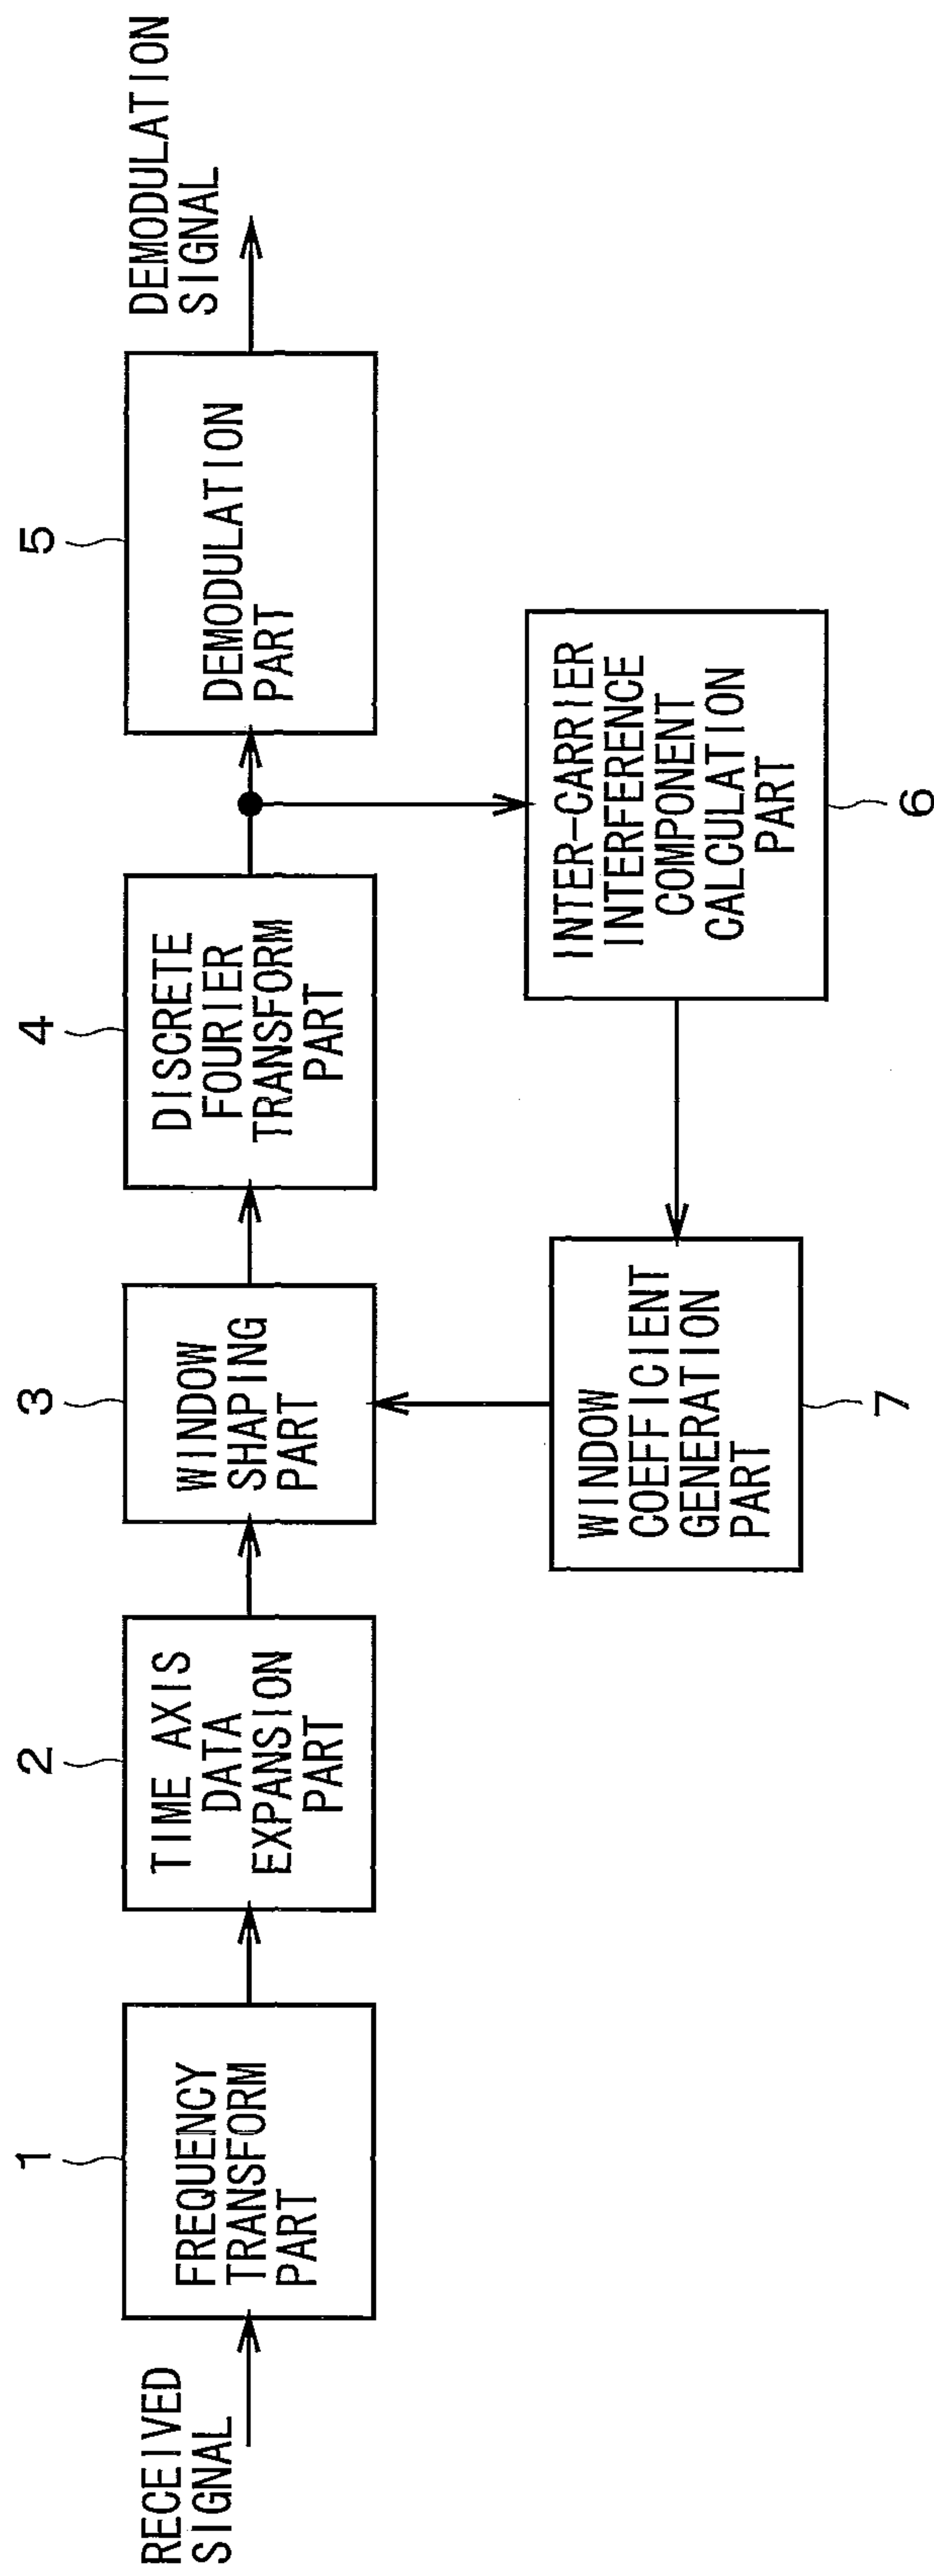 RECEIVED
SIGNAL
1
FREQUENCY
TRANSFORM
PART
2
TIME AXIS
DATA
EXPANSION
PART
3
WINDOW
SHAPING
PART
4
DISCRETE
FOURIER
TRANSFORM
PART
5
DEMODULATION
PART
DEMODULATION
SIGNAL
WINDOW
COEFFICIENT
GENERATION
PART
7
INTER-CARRIER
INTERFERENCE
COMPONENT
CALCULATION
PART
6